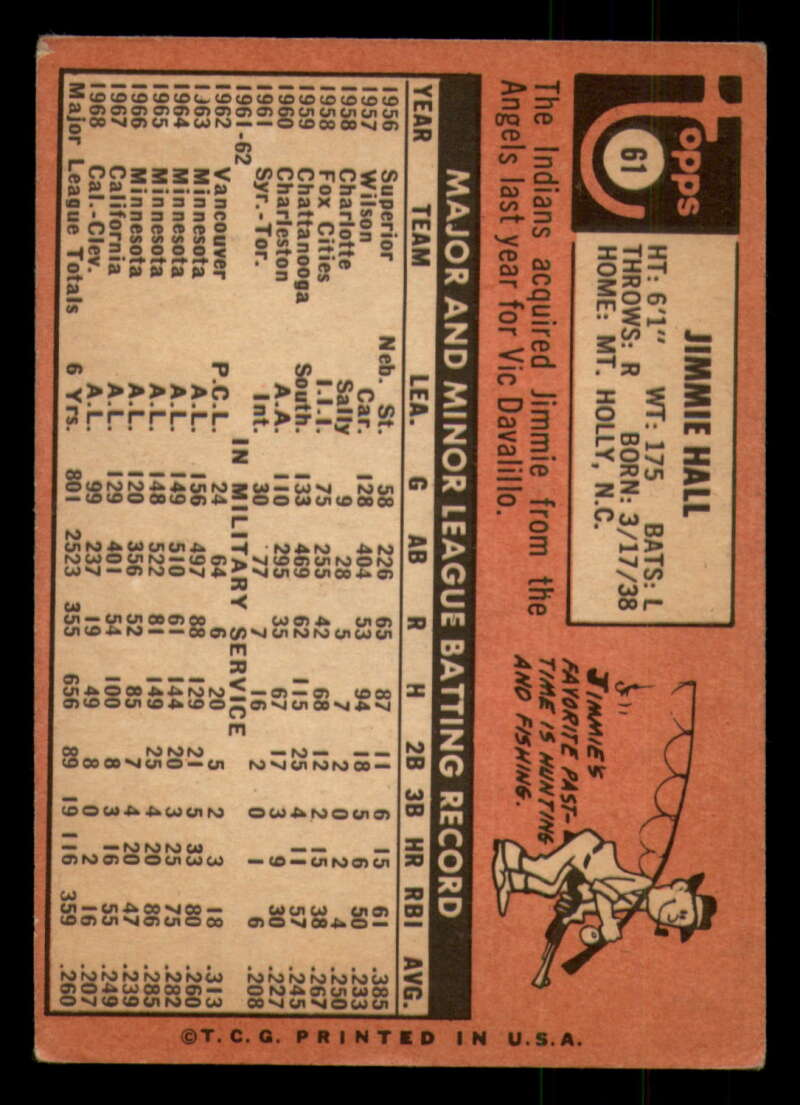 Topps
61
JIMMIE HALL
HT: 6'1" WT: 175 BATS: L
THROWS: R BORN: 3/17/38
HOME: MT. HOLLY, N.C.
The Indians acquired Jimmie from the
Angels last year for Vic Davalillo.
JIMMIE'S
FAVORITE PAST-
TIME IS HUNTING
AND FISHING.
MAJOR AND MINOR LEAGUE BATTING RECORD
YEAR TEAM LEA. G AB R H 2B 3B HR RBI AVG.
1956 Superior Neb. St. 58 226 65 87 11 6 15 61 .385
1957 Wilson Car. 128 404 53 94 18 5 6 50 .233
1958 Charlotte Sally 9 28 5 7 2 0 2 4 .250
1958 Fox Cities I.I.I. 75 255 42 68 12 2 15 38 .267
1959 Chattanooga South. 133 469 62 115 25 4 11 57 .245
1960 Charleston A.A. 110 295 35 67 17 3 9 30 .227
1961 Syr.-Tor. Int. 30 77 7 16 2 0 1 6 .208
1961-62 IN MILITARY SERVICE
1962 Vancouver P.C.L. 24 64 6 20 5 2 3 18 .313
1963 Minnesota A.L. 156 497 88 129 21 5 33 80 .260
1964 Minnesota A.L. 149 510 61 144 20 3 25 75 .282
1965 Minnesota A.L. 148 522 81 149 25 4 20 86 .285
1966 Minnesota A.L. 120 356 52 85 7 4 20 47 .239
1967 California A.L. 129 401 54 100 8 3 16 55 .249
1968 Cal.-Clev. A.L. 99 237 19 49 8 0 2 16 .207
Major League Totals 6 Yrs. 801 2523 355 656 89 19 116 359 .260
©T.C.G. PRINTED IN U.S.A.